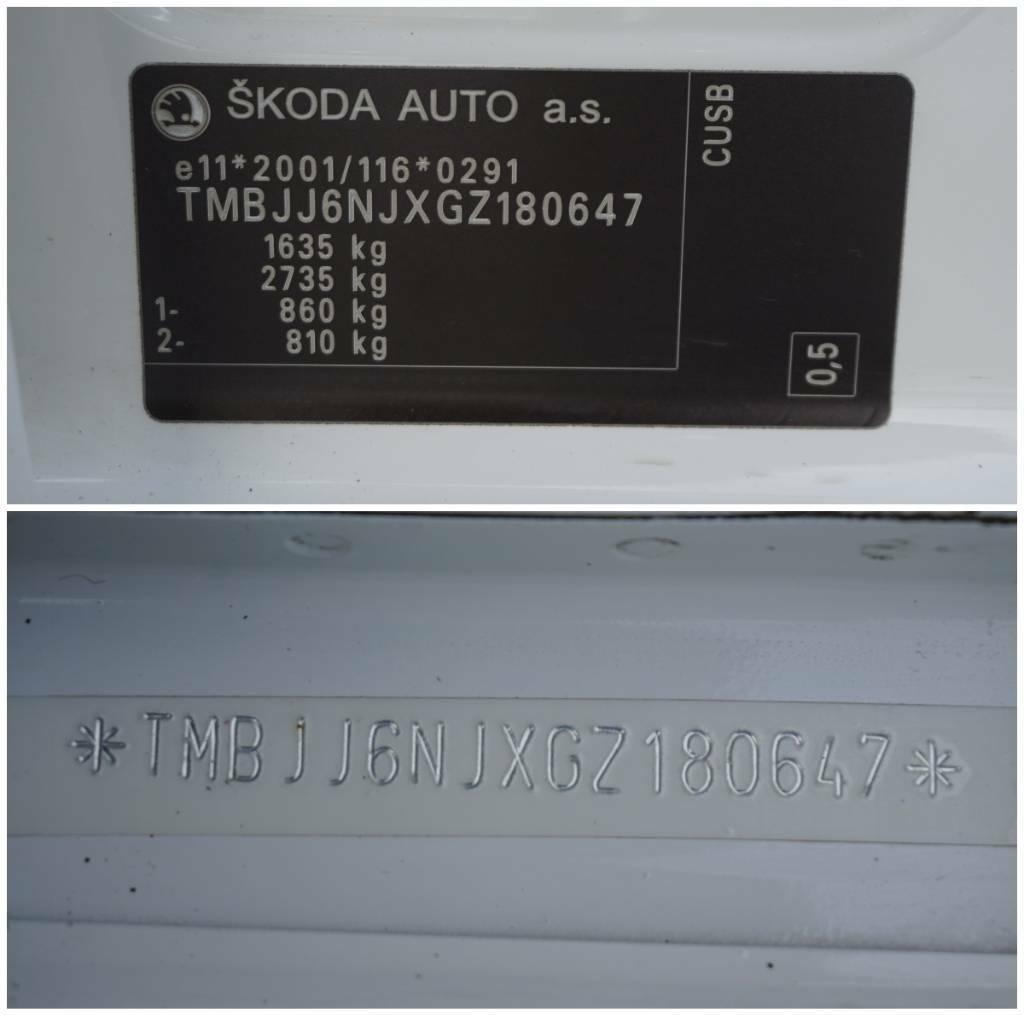 ŠKODA AUTO a.s.
e11*2001/116*0291
TMBJJ6NJXGZ180647
1635 kg
2735 kg
1- 860 kg
2- 810 kg
CUSB
0,5
*TMBJJ6NJXGZ180647*